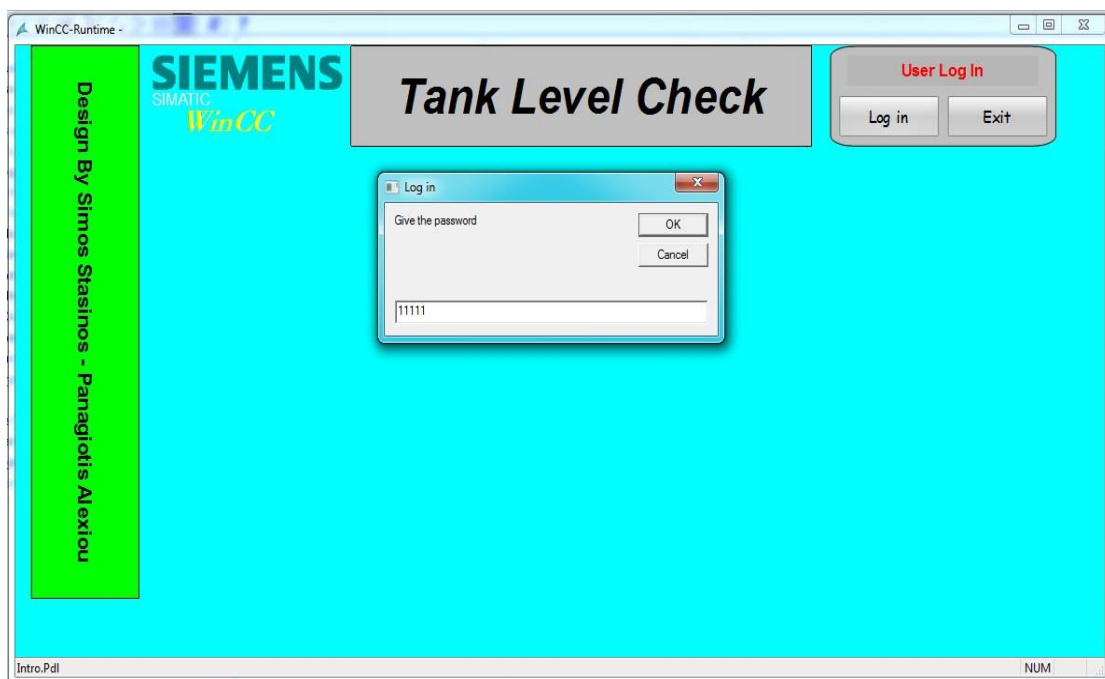 WinCC-Runtime -
Design By Simos Stasinos - Panagiotis Alexiou
SIEMENS
SIMATIC
WinCC
Tank Level Check
User Log In
Log in
Exit
Log in
Give the password
OK
Cancel
11111
Intro.Pdl
NUM